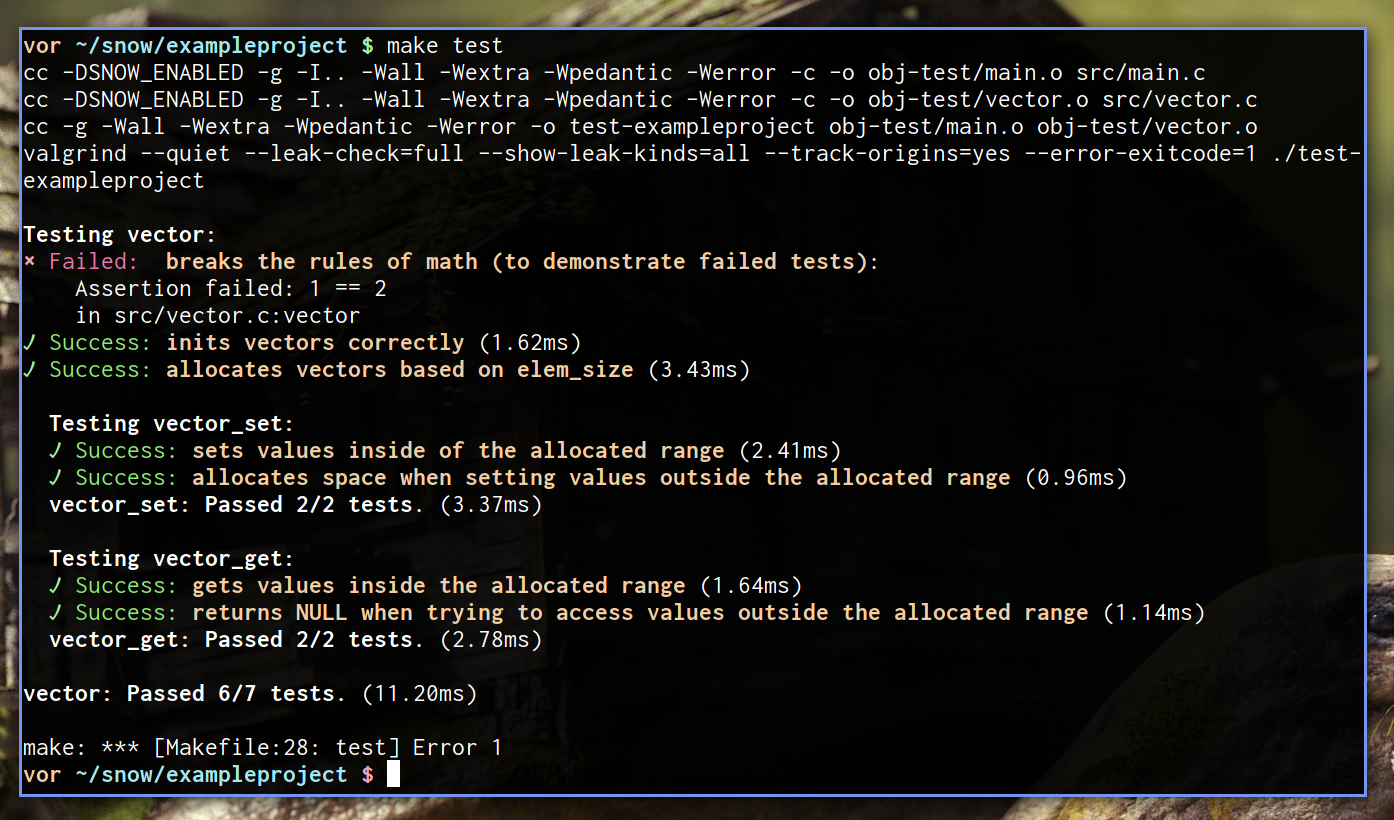 vor ~/snow/exampleproject $ make test
cc -DSNOW_ENABLED -g -I.. -Wall -Wextra -Wpedantic -Werror -c -o obj-test/main.o src/main.c
cc -DSNOW_ENABLED -g -I.. -Wall -Wextra -Wpedantic -Werror -c -o obj-test/vector.o src/vector.c
cc -g -Wall -Wextra -Wpedantic -Werror -o test-exampleproject obj-test/main.o obj-test/vector.o
valgrind --quiet --leak-check=full --show-leak-kinds=all --track-origins=yes --error-exitcode=1 ./test-
exampleproject
Testing vector:
× Failed:  breaks the rules of math (to demonstrate failed tests):
    Assertion failed: 1 == 2
    in src/vector.c:vector
✓ Success: inits vectors correctly (1.62ms)
✓ Success: allocates vectors based on elem_size (3.43ms)
  Testing vector_set:
  ✓ Success: sets values inside of the allocated range (2.41ms)
  ✓ Success: allocates space when setting values outside the allocated range (0.96ms)
  vector_set: Passed 2/2 tests. (3.37ms)
  Testing vector_get:
  ✓ Success: gets values inside the allocated range (1.64ms)
  ✓ Success: returns NULL when trying to access values outside the allocated range (1.14ms)
  vector_get: Passed 2/2 tests. (2.78ms)
vector: Passed 6/7 tests. (11.20ms)
make: *** [Makefile:28: test] Error 1
vor ~/snow/exampleproject $